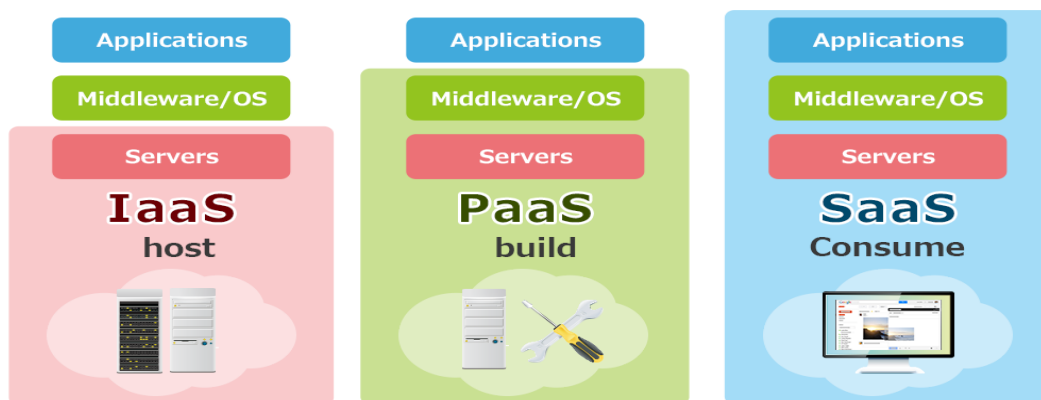 Applications
Middleware/OS
Servers
IaaS
host
Applications
Middleware/OS
Servers
PaaS
build
Applications
Middleware/OS
Servers
SaaS
Consume